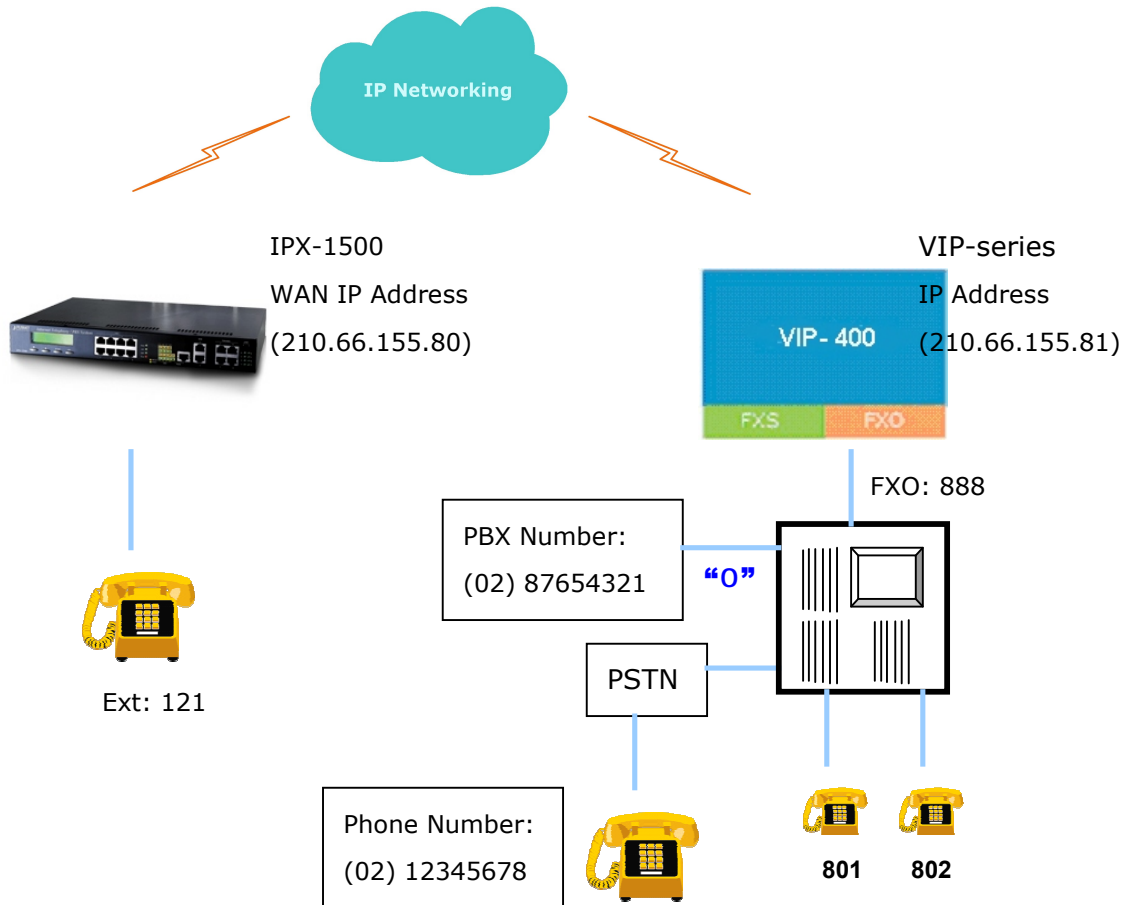 IP Networking
IPX-1500
WAN IP Address
(210.66.155.80)
VIP-series
IP Address
(210.66.155.81)
VIP- 400
FXS
FXO
FXO: 888
PBX Number:
(02) 87654321
“0”
PSTN
Ext: 121
Phone Number:
(02) 12345678
801
802